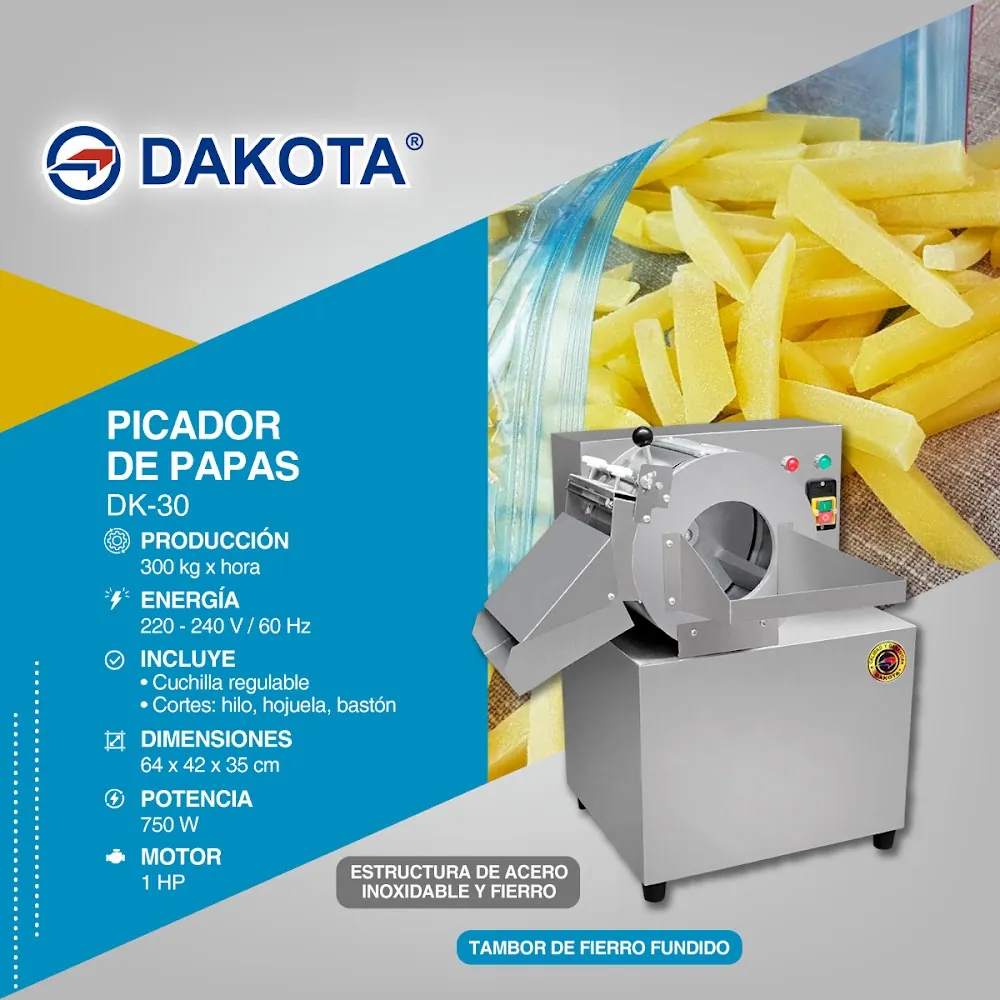 DAKOTA®
PICADOR
DE PAPAS
DK-30
PRODUCCIÓN
300 kg x hora
ENERGÍA
220 - 240 V / 60 Hz
INCLUYE
• Cuchilla regulable
• Cortes: hilo, hojuela, bastón
DIMENSIONES
64 x 42 x 35 cm
POTENCIA
750 W
MOTOR
1 HP
ESTRUCTURA DE ACERO
INOXIDABLE Y FIERRO
TAMBOR DE FIERRO FUNDIDO
DAKOTA